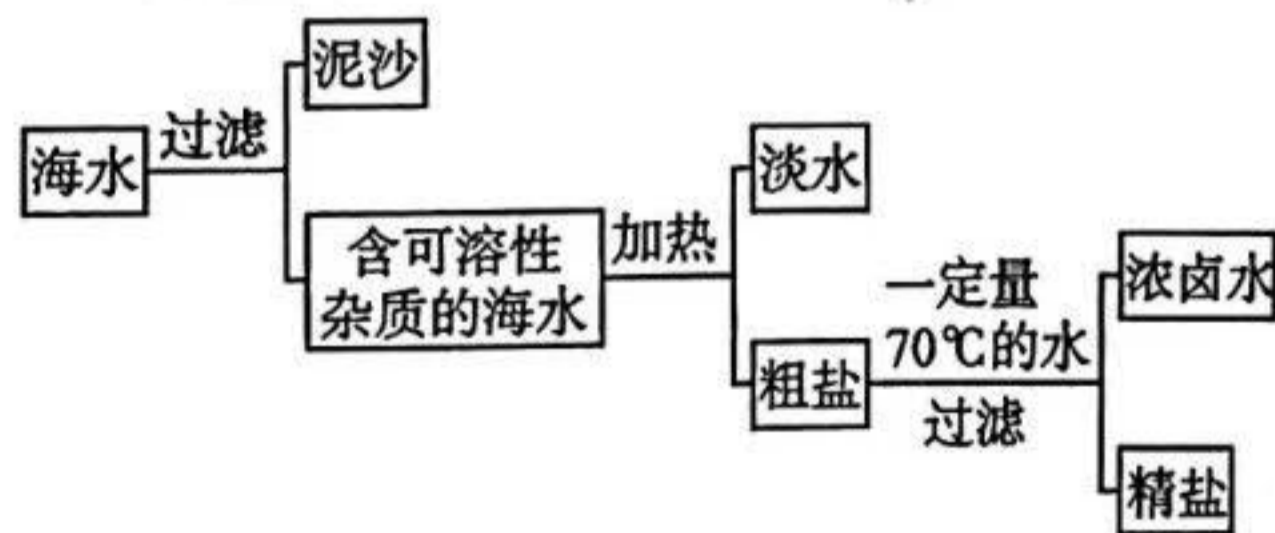 泥沙
海水
过滤
含可溶性
杂质的海水
加热
淡水
粗盐
一定量
70℃的水
过滤
浓卤水
精盐